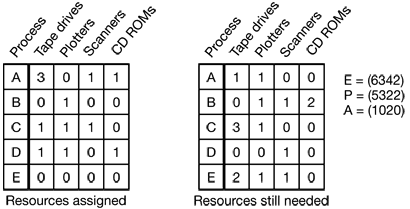 Process Tape drives Plotters Scanners CD ROMs
A 3 0 1 1
B 0 1 0 0
C 1 1 1 0
D 1 1 0 1
E 0 0 0 0
Resources assigned
Process Tape drives Plotters Scanners CD ROMs
A 1 1 0 0
B 0 1 1 2
C 3 1 0 0
D 0 0 1 0
E 2 1 1 0
Resources still needed
E = (6342)
P = (5322)
A = (1020)